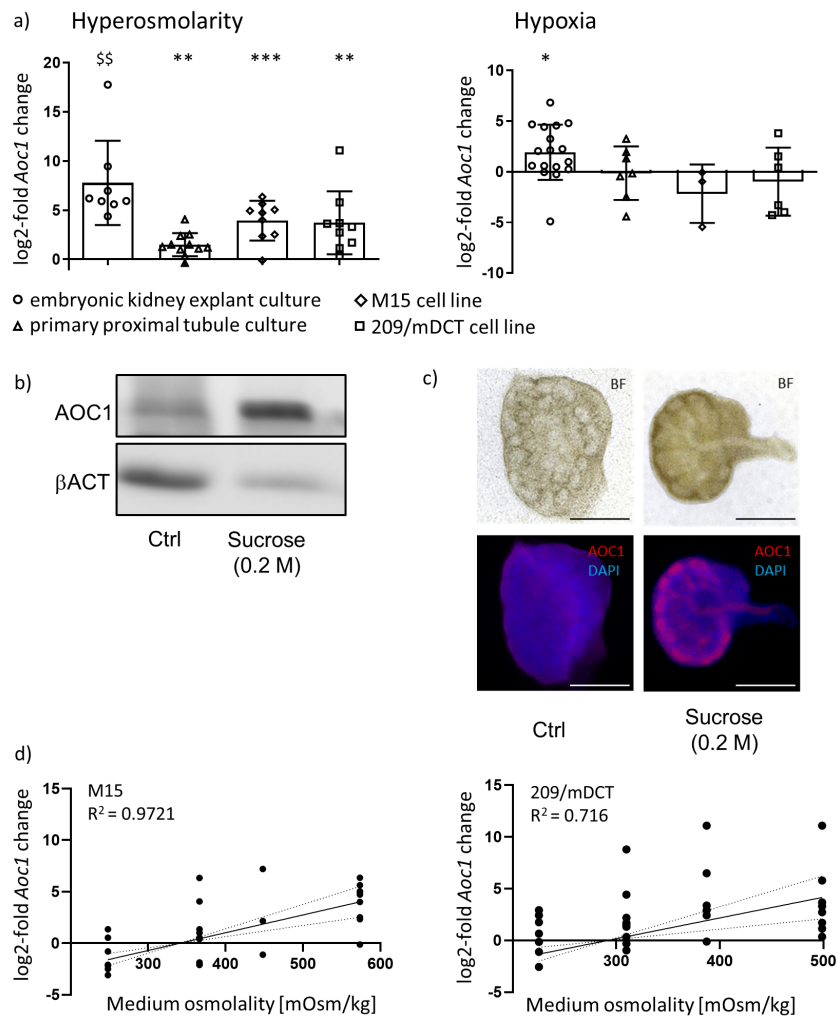 a)
Hyperosmolarity
Hypoxia
$$
**
***
**
*
20
15
10
5
0
log2-fold Aoc1 change
10
5
0
-5
-10
log2-fold Aoc1 change
embryonic kidney explant culture
M15 cell line
primary proximal tubule culture
209/mDCT cell line
b)
AOC1
βACT
Ctrl
Sucrose
(0.2 M)
c)
BF
BF
AOC1
DAPI
AOC1
DAPI
Ctrl
Sucrose
(0.2 M)
d)
M15
R² = 0.9721
15
10
5
0
-5
log2-fold Aoc1 change
300 400 500 600
Medium osmolality [mOsm/kg]
209/mDCT
R² = 0.716
15
10
5
0
-5
log2-fold Aoc1 change
300 400 500
Medium osmolality [mOsm/kg]